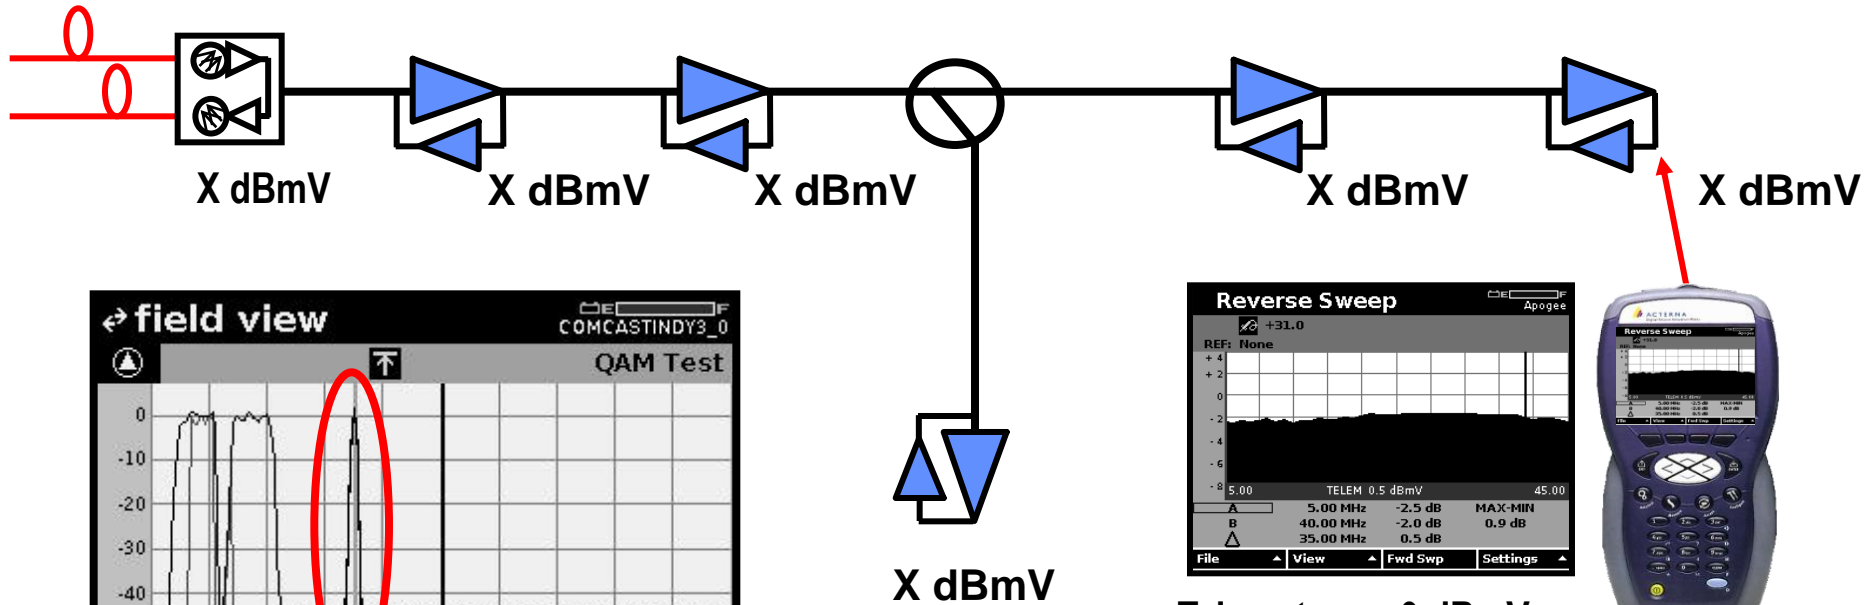 X dBmV
X dBmV
X dBmV
X dBmV
X dBmV
field view
E F
COMCASTINDY3_0
QAM Test
0
-10
-20
-30
-40
X dBmV
Reverse Sweep
E F
Apogee
+31.0
REF: None
+ 4
+ 2
0
- 2
- 4
- 6
- 8
5.00 TELEM 0.5 dBmV 45.00
A 5.00 MHz -2.5 dB MAX-MIN
B 40.00 MHz -2.0 dB 0.9 dB
Δ 35.00 MHz 0.5 dB
File View Fwd Swp Settings
ACTERNA
Reverse Sweep